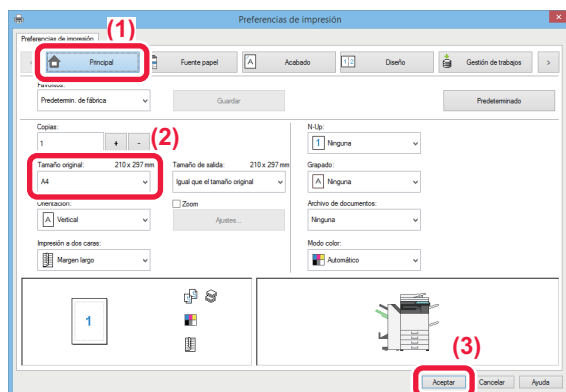 Preferencias de impresión
(1)
Preferencias de impresión
Principal
Fuente papel
Acabado
Diseño
Gestión de trabajos
Favoritos:
Predetermin. de fábrica
Guardar
Predeterminado
Copias:
1
+
-
(2)
N-Up:
1
Ninguna
Tamaño original:
210 x 297 mm
A4
Tamaño de salida:
210 x 297 mm
Igual que el tamaño original
Grapado:
Ninguna
Orientación:
Vertical
Zoom
Ajustes...
Archivo de documentos:
Ninguna
Impresión a dos caras:
Margen largo
Modo color:
Automático
1
(3)
Aceptar
Cancelar
Ayuda